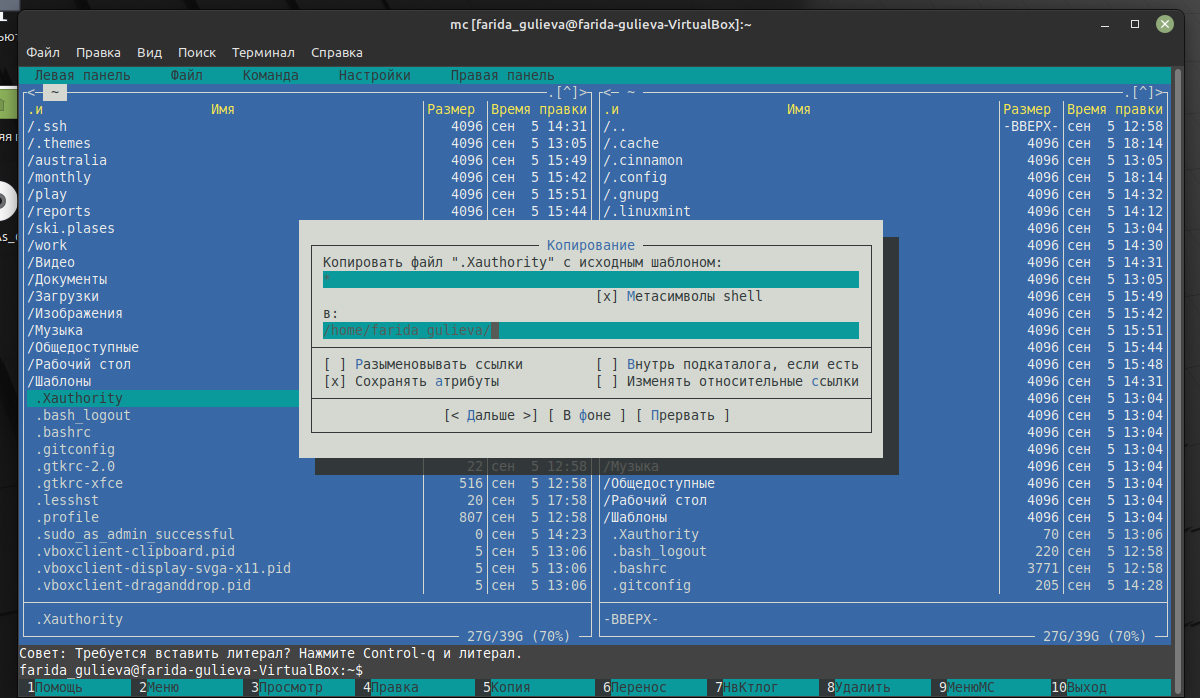 mc [farida_gulieva@farida-gulieva-VirtualBox]:~
Файл Правка Вид Поиск Терминал Справка
Левая панель Файл Команда Настройки Правая панель
<─ ~ ─.[^]>
.и Имя Размер Время правки
/.ssh 4096 сен 5 14:31
/.themes 4096 сен 5 13:05
/australia 4096 сен 5 15:49
/monthly 4096 сен 5 15:42
/play 4096 сен 5 15:51
/reports 4096 сен 5 15:44
/ski.plases
/work
/Видео
/Документы
/Загрузки
/Изображения
/Музыка
/Общедоступные
/Рабочий стол
/Шаблоны
.Xauthority
.bash_logout
.bashrc
.gitconfig
.gtkrc-2.0 22 сен 5 12:58
.gtkrc-xfce 516 сен 5 12:58
.lesshst 20 сен 5 17:58
.profile 807 сен 5 12:58
.sudo_as_admin_successful 0 сен 5 14:23
.vboxclient-clipboard.pid 5 сен 5 13:06
.vboxclient-display-svga-x11.pid 5 сен 5 13:06
.vboxclient-draganddrop.pid 5 сен 5 13:06
.Xauthority
27G/39G (70%)
<─ ~ ─.[^]>
.и Имя Размер Время правки
/.. -ВВЕРХ- сен 5 12:58
/.cache 4096 сен 5 18:14
/.cinnamon 4096 сен 5 13:05
/.config 4096 сен 5 18:14
/.gnupg 4096 сен 5 14:32
/.linuxmint 4096 сен 5 14:12
4096 сен 5 13:04
4096 сен 5 14:30
4096 сен 5 14:31
4096 сен 5 13:05
4096 сен 5 15:49
4096 сен 5 15:42
4096 сен 5 15:51
4096 сен 5 15:44
4096 сен 5 15:48
4096 сен 5 14:31
4096 сен 5 13:04
4096 сен 5 13:04
4096 сен 5 13:04
4096 сен 5 13:04
/Музыка 4096 сен 5 13:04
/Общедоступные 4096 сен 5 13:04
/Рабочий стол 4096 сен 5 13:04
/Шаблоны 4096 сен 5 13:04
.Xauthority 70 сен 5 13:06
.bash_logout 220 сен 5 12:58
.bashrc 3771 сен 5 12:58
.gitconfig 205 сен 5 14:28
-ВВЕРХ-
27G/39G (70%)
Копирование
Копировать файл ".Xauthority" с исходным шаблоном:
*
[x] Метасимволы shell
в:
/home/farida_gulieva/
[ ] Разыменовывать ссылки [ ] Внутрь подкаталога, если есть
[x] Сохранять атрибуты [ ] Изменять относительные ссылки
[< Дальше >] [ В фоне ] [ Прервать ]
Совет: Требуется вставить литерал? Нажмите Control-q и литерал.
farida_gulieva@farida-gulieva-VirtualBox:~$
1Помощь 2Меню 3Просмотр 4Правка 5Копия 6Перенос 7НвКтлог 8Удалить 9МенюМС 10Выход